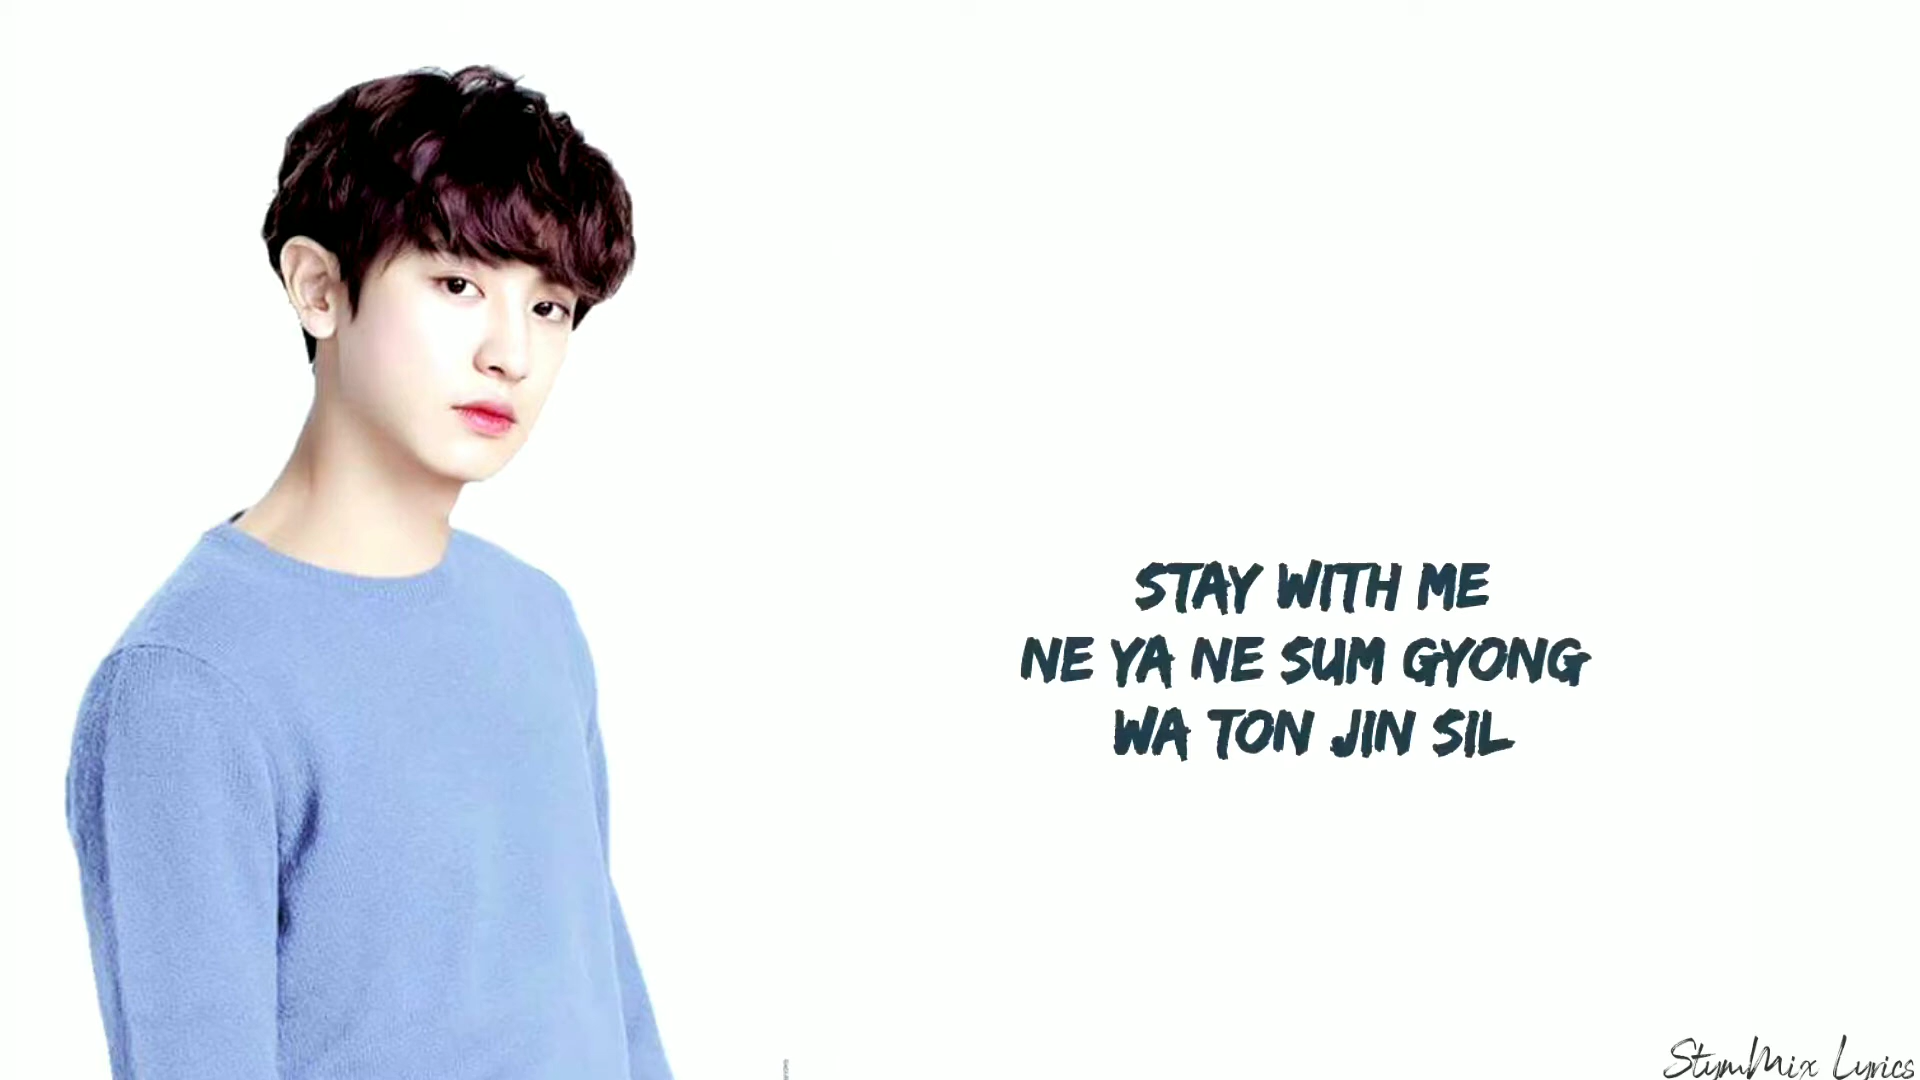 STAY WITH ME
NE YA NE SUM GYONG
WA TON JIN SIL
StymMix Lyrics